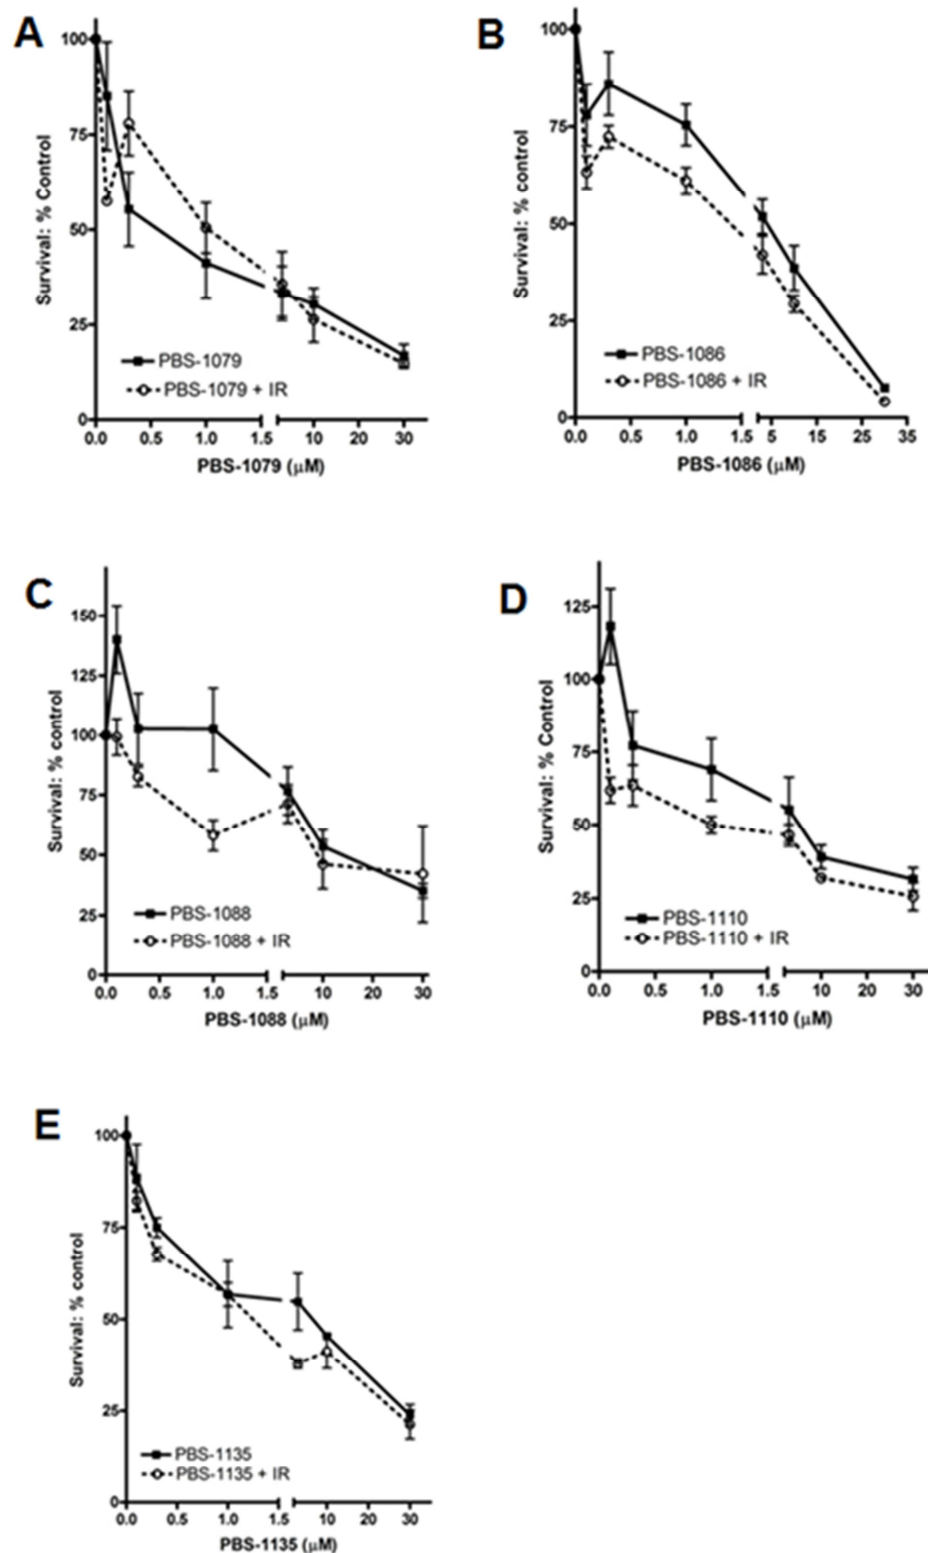 A
Survival: % Control
100
75
50
25
0
PBS-1079
PBS-1079 + IR
0.0 0.5 1.0 1.5 10 20 30
PBS-1079 (µM)
B
Survival: % control
100
75
50
25
0
PBS-1086
PBS-1086 + IR
0.0 0.5 1.0 1.5 5 15 25 35
PBS-1086 (µM)
C
Survival: % control
150
125
100
75
50
25
0
PBS-1088
PBS-1088 + IR
0.0 0.5 1.0 1.5 10 20 30
PBS-1088 (µM)
D
Survival: % Control
125
100
75
50
25
0
PBS-1110
PBS-1110 + IR
0.0 0.5 1.0 1.5 10 20 30
PBS-1110 (µM)
E
Survival: % control
100
75
50
25
0
PBS-1135
PBS-1135 + IR
0.0 0.5 1.0 1.5 10 20 30
PBS-1135 (µM)